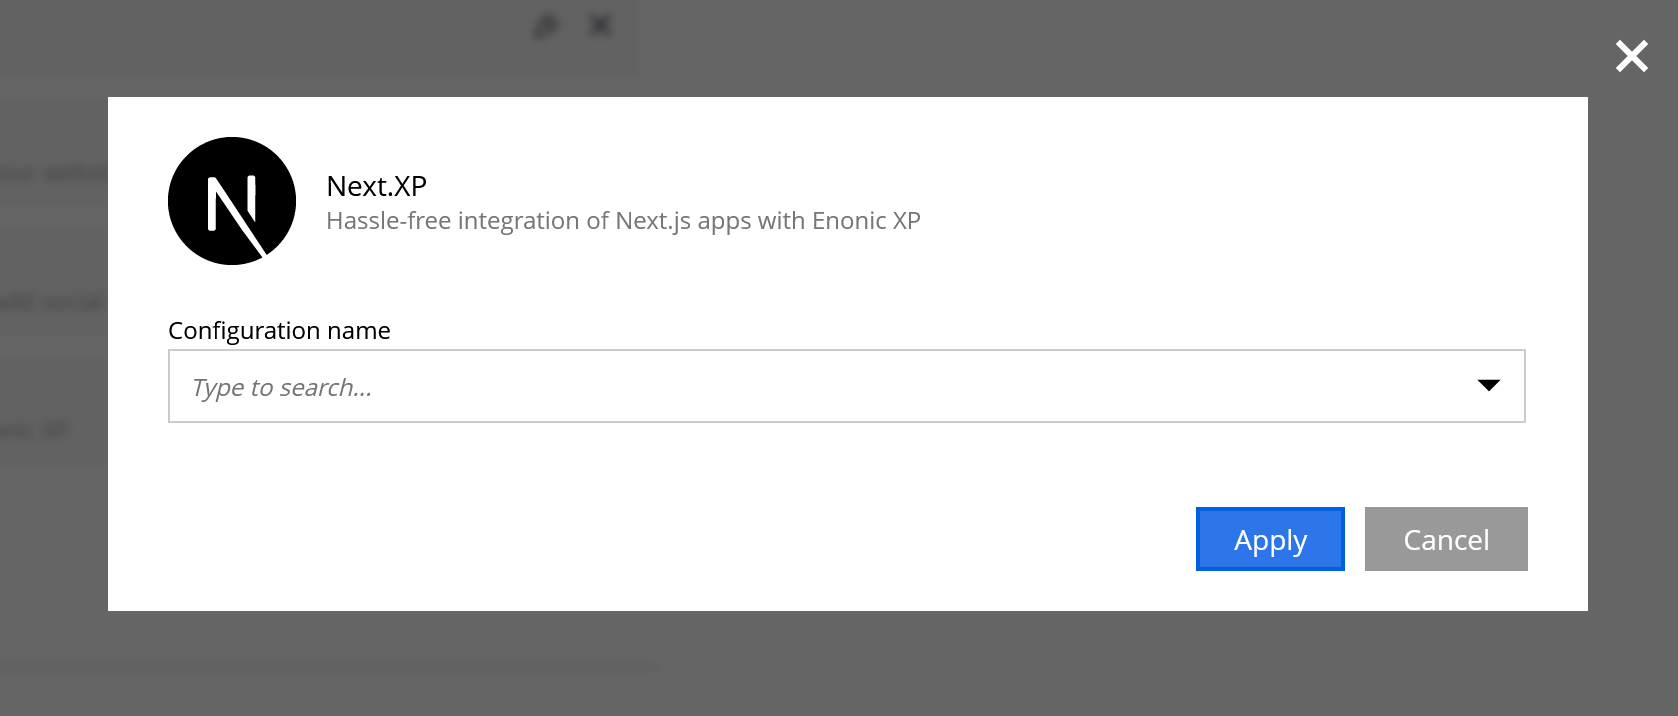 Next.XP
Hassle-free integration of Next.js apps with Enonic XP
Configuration name
Type to search...
Apply
Cancel